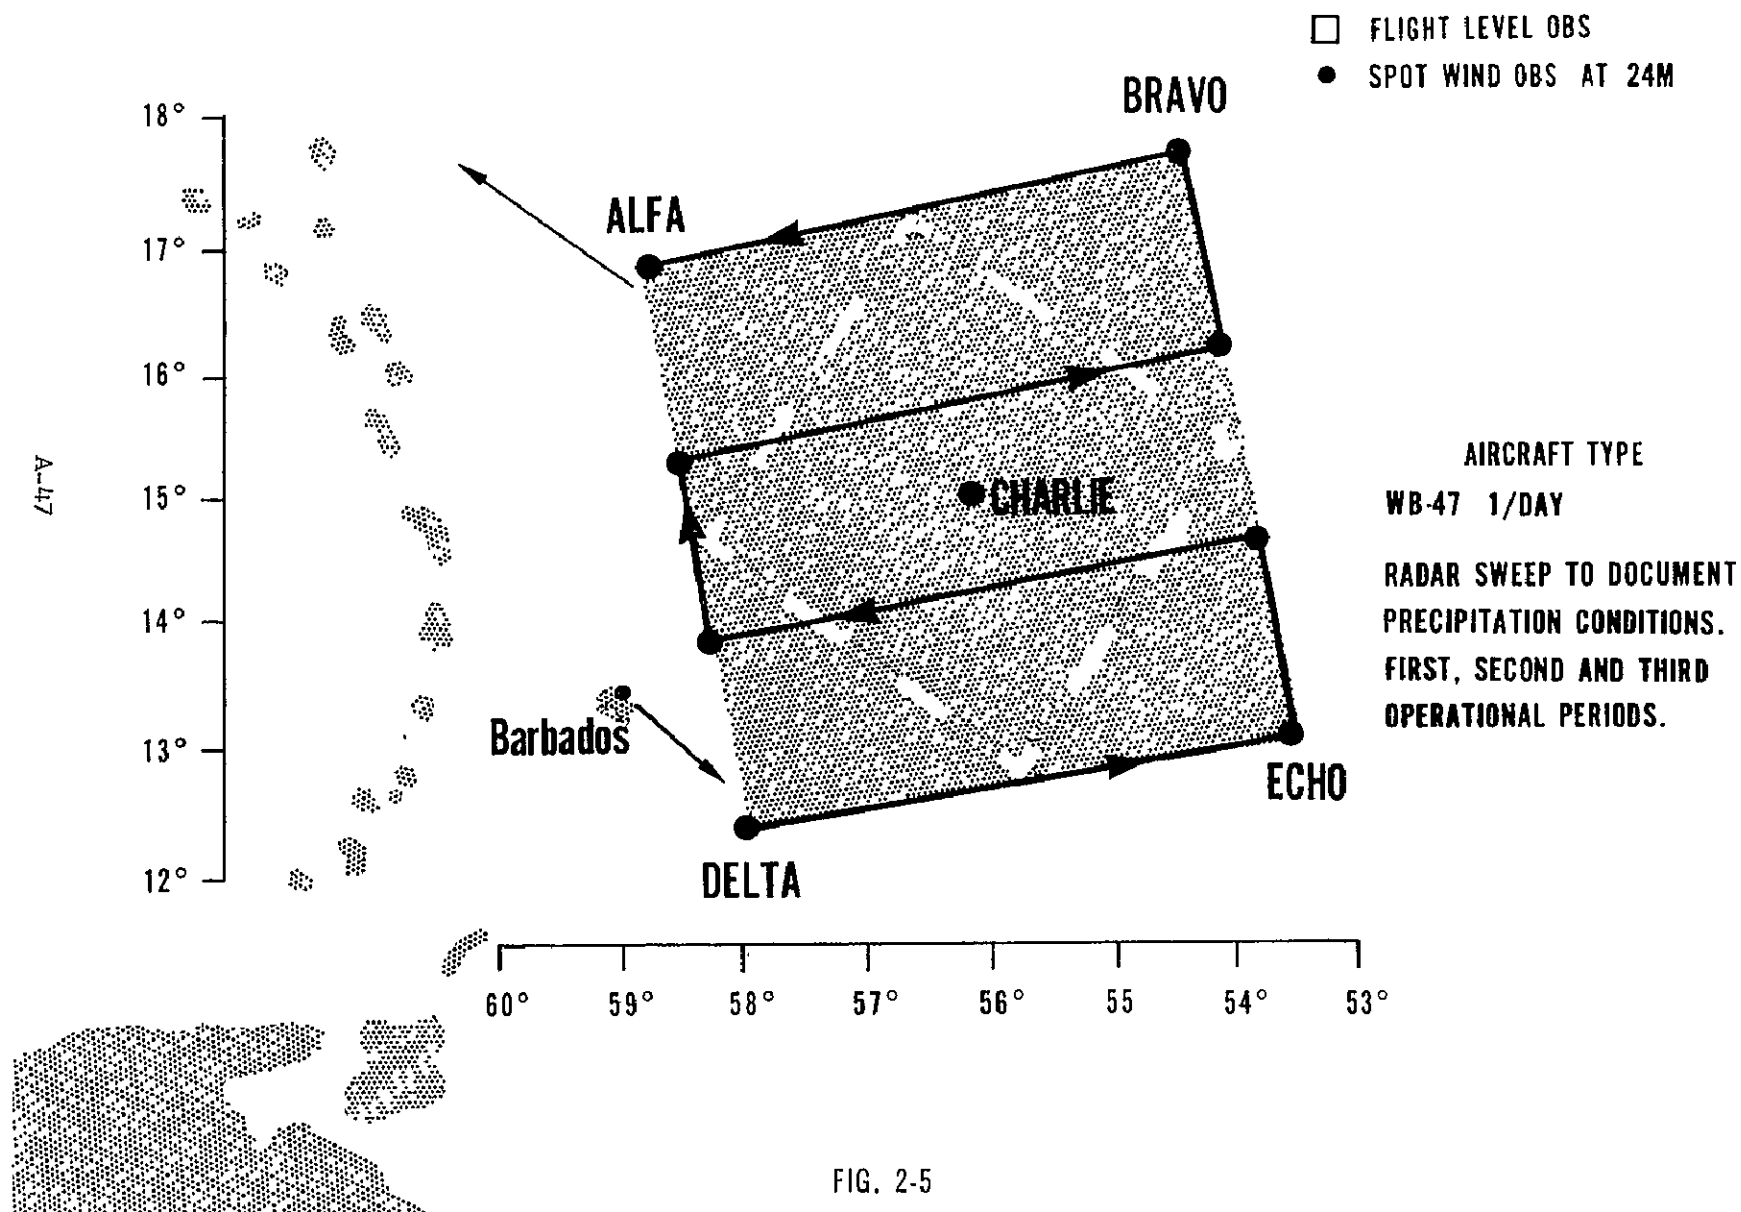 □ FLIGHT LEVEL OBS
● SPOT WIND OBS AT 24M
BRAVO
ALFA
18°
17°
16°
15°
14°
13°
12°
A-47
CHARLIE
AIRCRAFT TYPE
WB-47 1/DAY
RADAR SWEEP TO DOCUMENT
PRECIPITATION CONDITIONS.
FIRST, SECOND AND THIRD
OPERATIONAL PERIODS.
Barbados
ECHO
DELTA
60° 59° 58° 57° 56° 55 54° 53°
FIG. 2-5